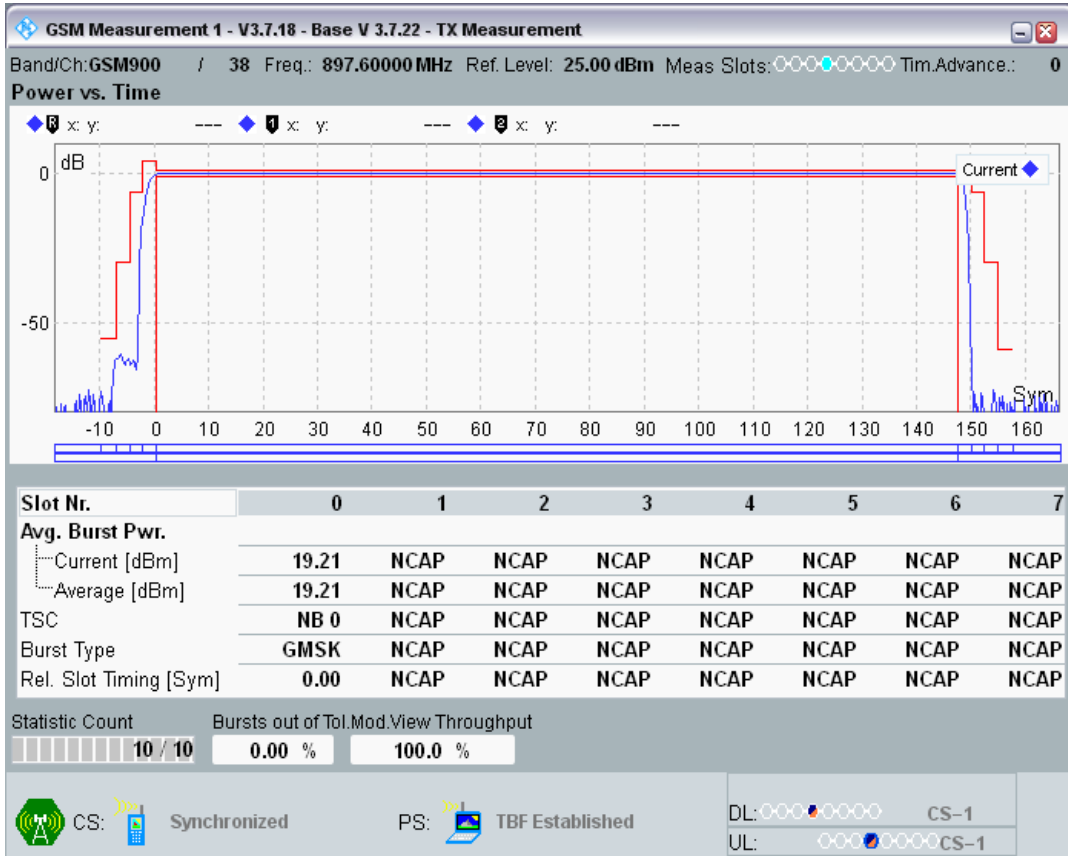 GSM Measurement 1 - V3.7.18 - Base V 3.7.22 - TX Measurement
Band/Ch:GSM900 / 38 Freq.: 897.60000 MHz Ref. Level: 25.00 dBm Meas Slots: Tim.Advance.: 0
Power vs. Time
R x: y: --- 1 x: y: --- 2 x: y: ---
dB
Current
0
-50
Sym
-10 0 10 20 30 40 50 60 70 80 90 100 110 120 130 140 150 160
Slot Nr. 0 1 2 3 4 5 6 7
Avg. Burst Pwr.
Current [dBm] 19.21 NCAP NCAP NCAP NCAP NCAP NCAP NCAP
Average [dBm] 19.21 NCAP NCAP NCAP NCAP NCAP NCAP NCAP
TSC NB 0 NCAP NCAP NCAP NCAP NCAP NCAP NCAP
Burst Type GMSK NCAP NCAP NCAP NCAP NCAP NCAP NCAP
Rel. Slot Timing [Sym] 0.00 NCAP NCAP NCAP NCAP NCAP NCAP NCAP
Statistic Count Bursts out of Tol.Mod.View Throughput
10 / 10 0.00 % 100.0 %
CS: Synchronized PS: TBF Established DL: CS-1
UL: CS-1